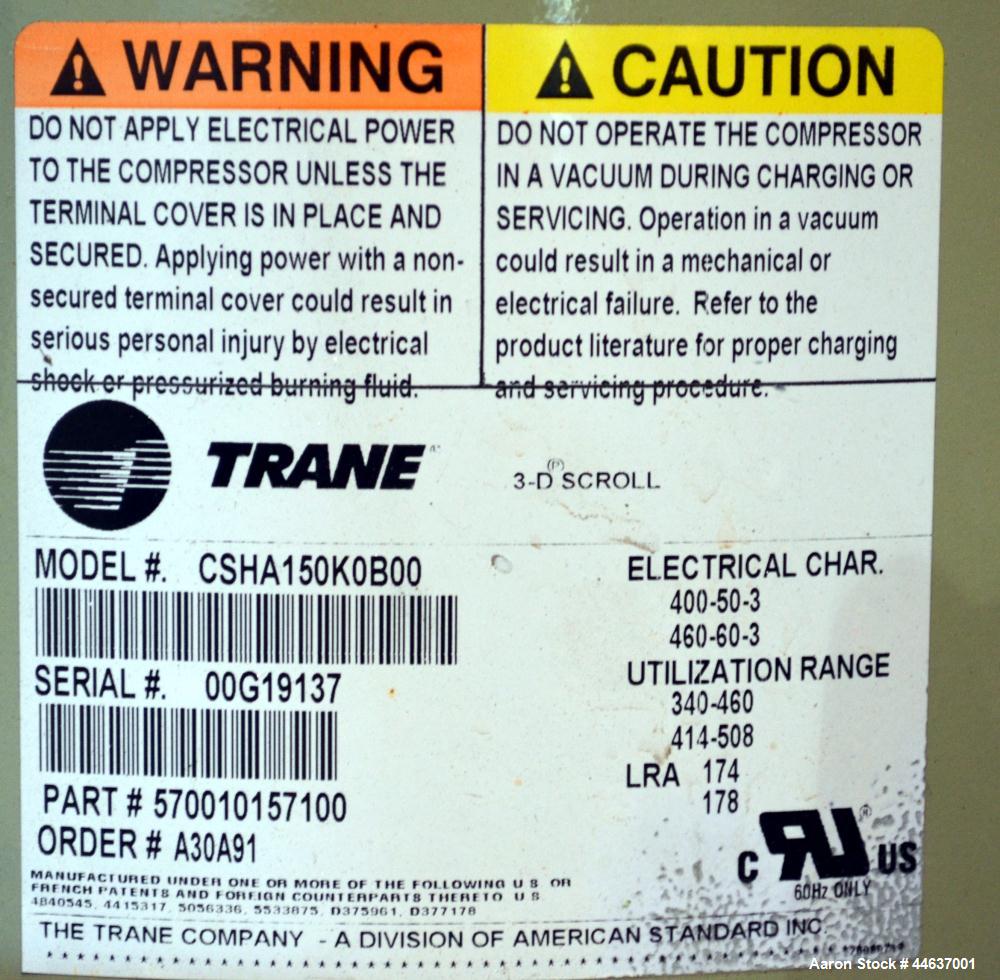 WARNING
DO NOT APPLY ELECTRICAL POWER
TO THE COMPRESSOR UNLESS THE
TERMINAL COVER IS IN PLACE AND
SECURED. Applying power with a non-
secured terminal cover could result in
serious personal injury by electrical
shock or pressurized burning fluid.
CAUTION
DO NOT OPERATE THE COMPRESSOR
IN A VACUUM DURING CHARGING OR
SERVICING. Operation in a vacuum
could result in a mechanical or
electrical failure. Refer to the
product literature for proper charging
and servicing procedure.
TRANE
3-D SCROLL
MODEL #. CSHA150K0B00
SERIAL #. 00G19137
PART # 570010157100
ORDER # A30A91
ELECTRICAL CHAR.
400-50-3
460-60-3
UTILIZATION RANGE
340-460
414-508
LRA 174
178
C US
60Hz ONLY
MANUFACTURED UNDER ONE OR MORE OF THE FOLLOWING U S OR
FRENCH PATENTS AND FOREIGN COUNTERPARTS THERETO U S
4840545, 4415317, 5056336, 5533875, D375961, D377178
THE TRANE COMPANY - A DIVISION OF AMERICAN STANDARD INC.
Aaron Stock # 44637001